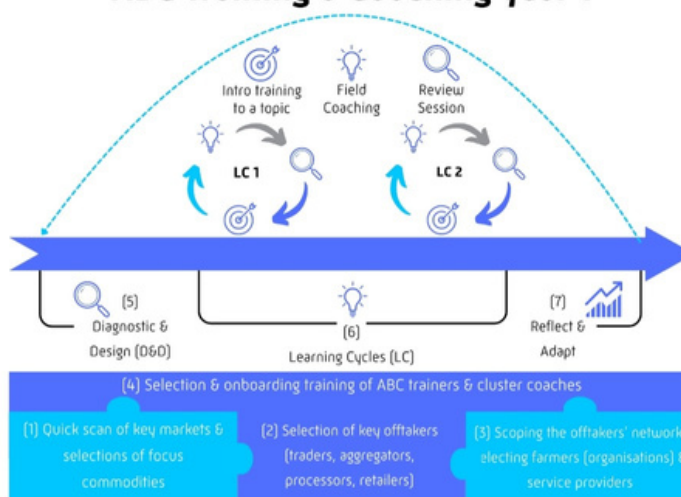 Intro training
to a topic
Field
Coaching
Review
Session
LC 1
LC 2
(5)
Diagnostic &
Design (D&D)
(6)
Learning Cycles (LC)
(7)
Reflect &
Adapt
(4) Selection & onboarding training of ABC trainers & cluster coaches
(1) Quick scan of key markets &
selections of focus
commodities
(2) Selection of key offtakers
(traders, aggregators,
processors, retailers)
(3) Scoping the offtakers' network
electing farmers (organisations)
service providers